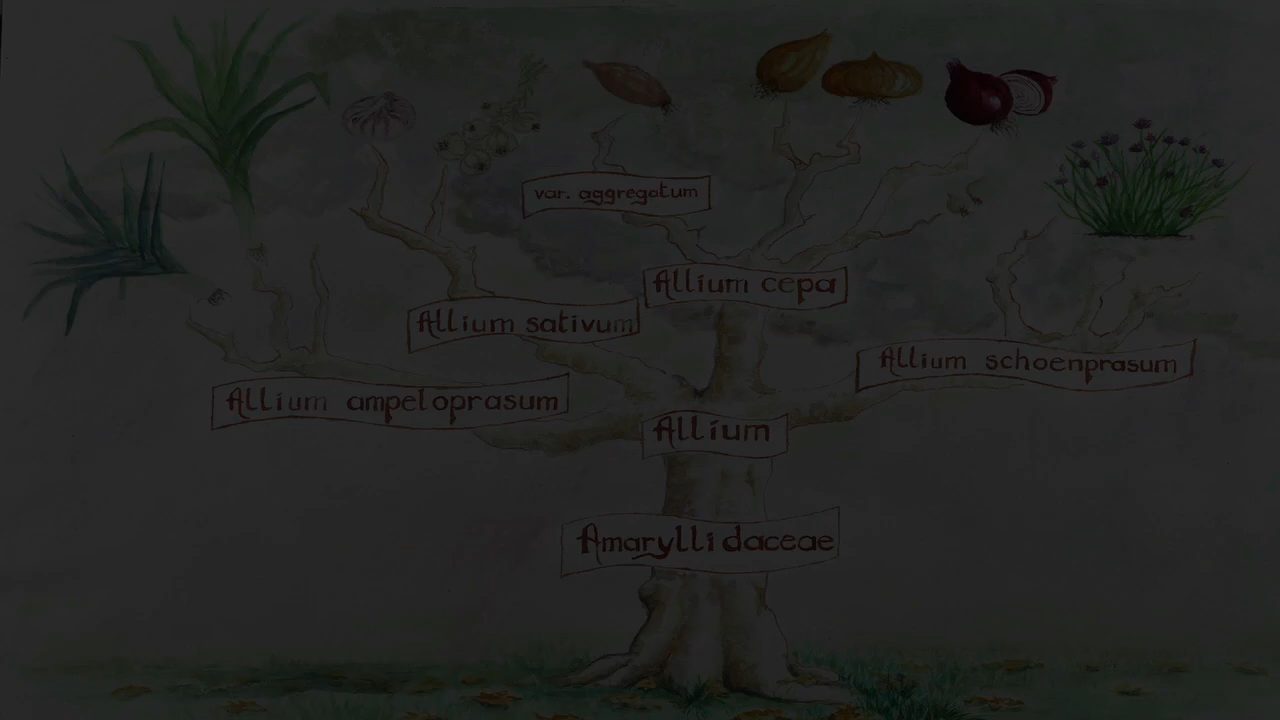 var. aggregatum
Allium cepa
Allium sativum
Allium schoenprasum
Allium ampeloprasum
Allium
Amaryllidaceae